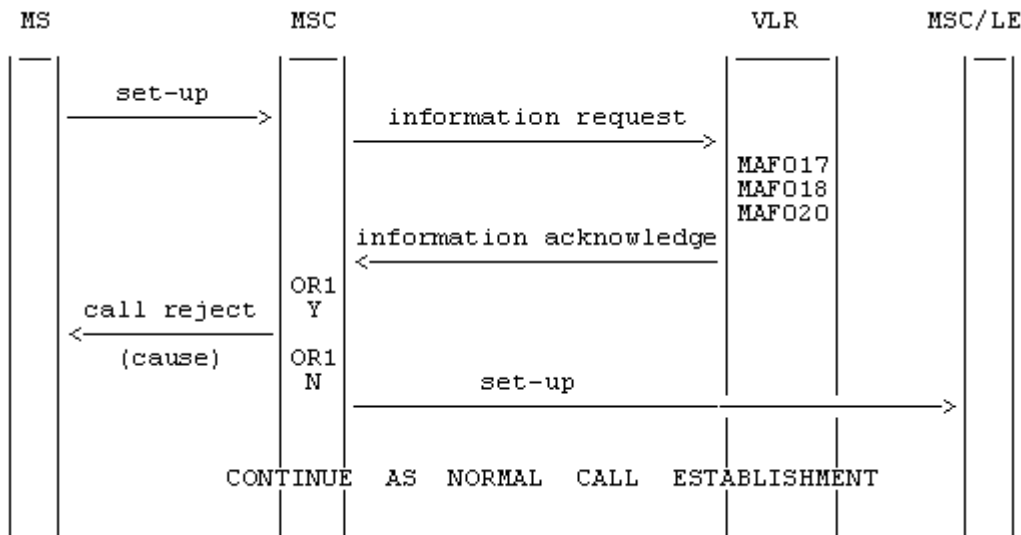 MS MSC VLR MSC/LE
set-up
information request
MAF017
MAF018
MAF020
information acknowledge
OR1
Y
call reject
(cause)
OR1
N
set-up
CONTINUE AS NORMAL CALL ESTABLISHMENT